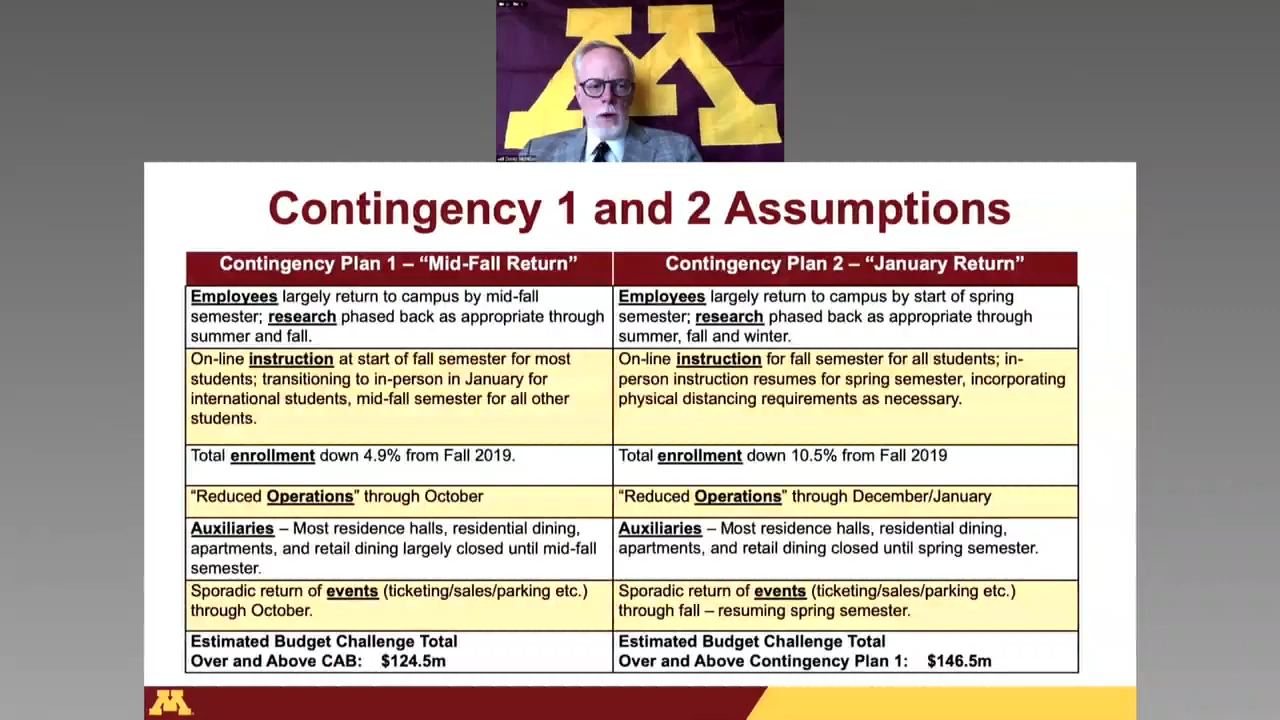 M
Contingency 1 and 2 Assumptions
Contingency Plan 1 – “Mid-Fall Return”
Contingency Plan 2 – “January Return”
Employees largely return to campus by mid-fall
semester; research phased back as appropriate through
summer and fall.
Employees largely return to campus by start of spring
semester; research phased back as appropriate through
summer, fall and winter.
On-line instruction at start of fall semester for most
students; transitioning to in-person in January for
international students, mid-fall semester for all other
students.
On-line instruction for fall semester for all students; in-
person instruction resumes for spring semester, incorporating
physical distancing requirements as necessary.
Total enrollment down 4.9% from Fall 2019.
Total enrollment down 10.5% from Fall 2019
“Reduced Operations” through October
“Reduced Operations” through December/January
Auxiliaries – Most residence halls, residential dining,
apartments, and retail dining largely closed until mid-fall
semester.
Auxiliaries – Most residence halls, residential dining,
apartments, and retail dining closed until spring semester.
Sporadic return of events (ticketing/sales/parking etc.)
through October.
Sporadic return of events (ticketing/sales/parking etc.)
through fall – resuming spring semester.
Estimated Budget Challenge Total
Over and Above CAB: $124.5m
Estimated Budget Challenge Total
Over and Above Contingency Plan 1: $146.5m
M